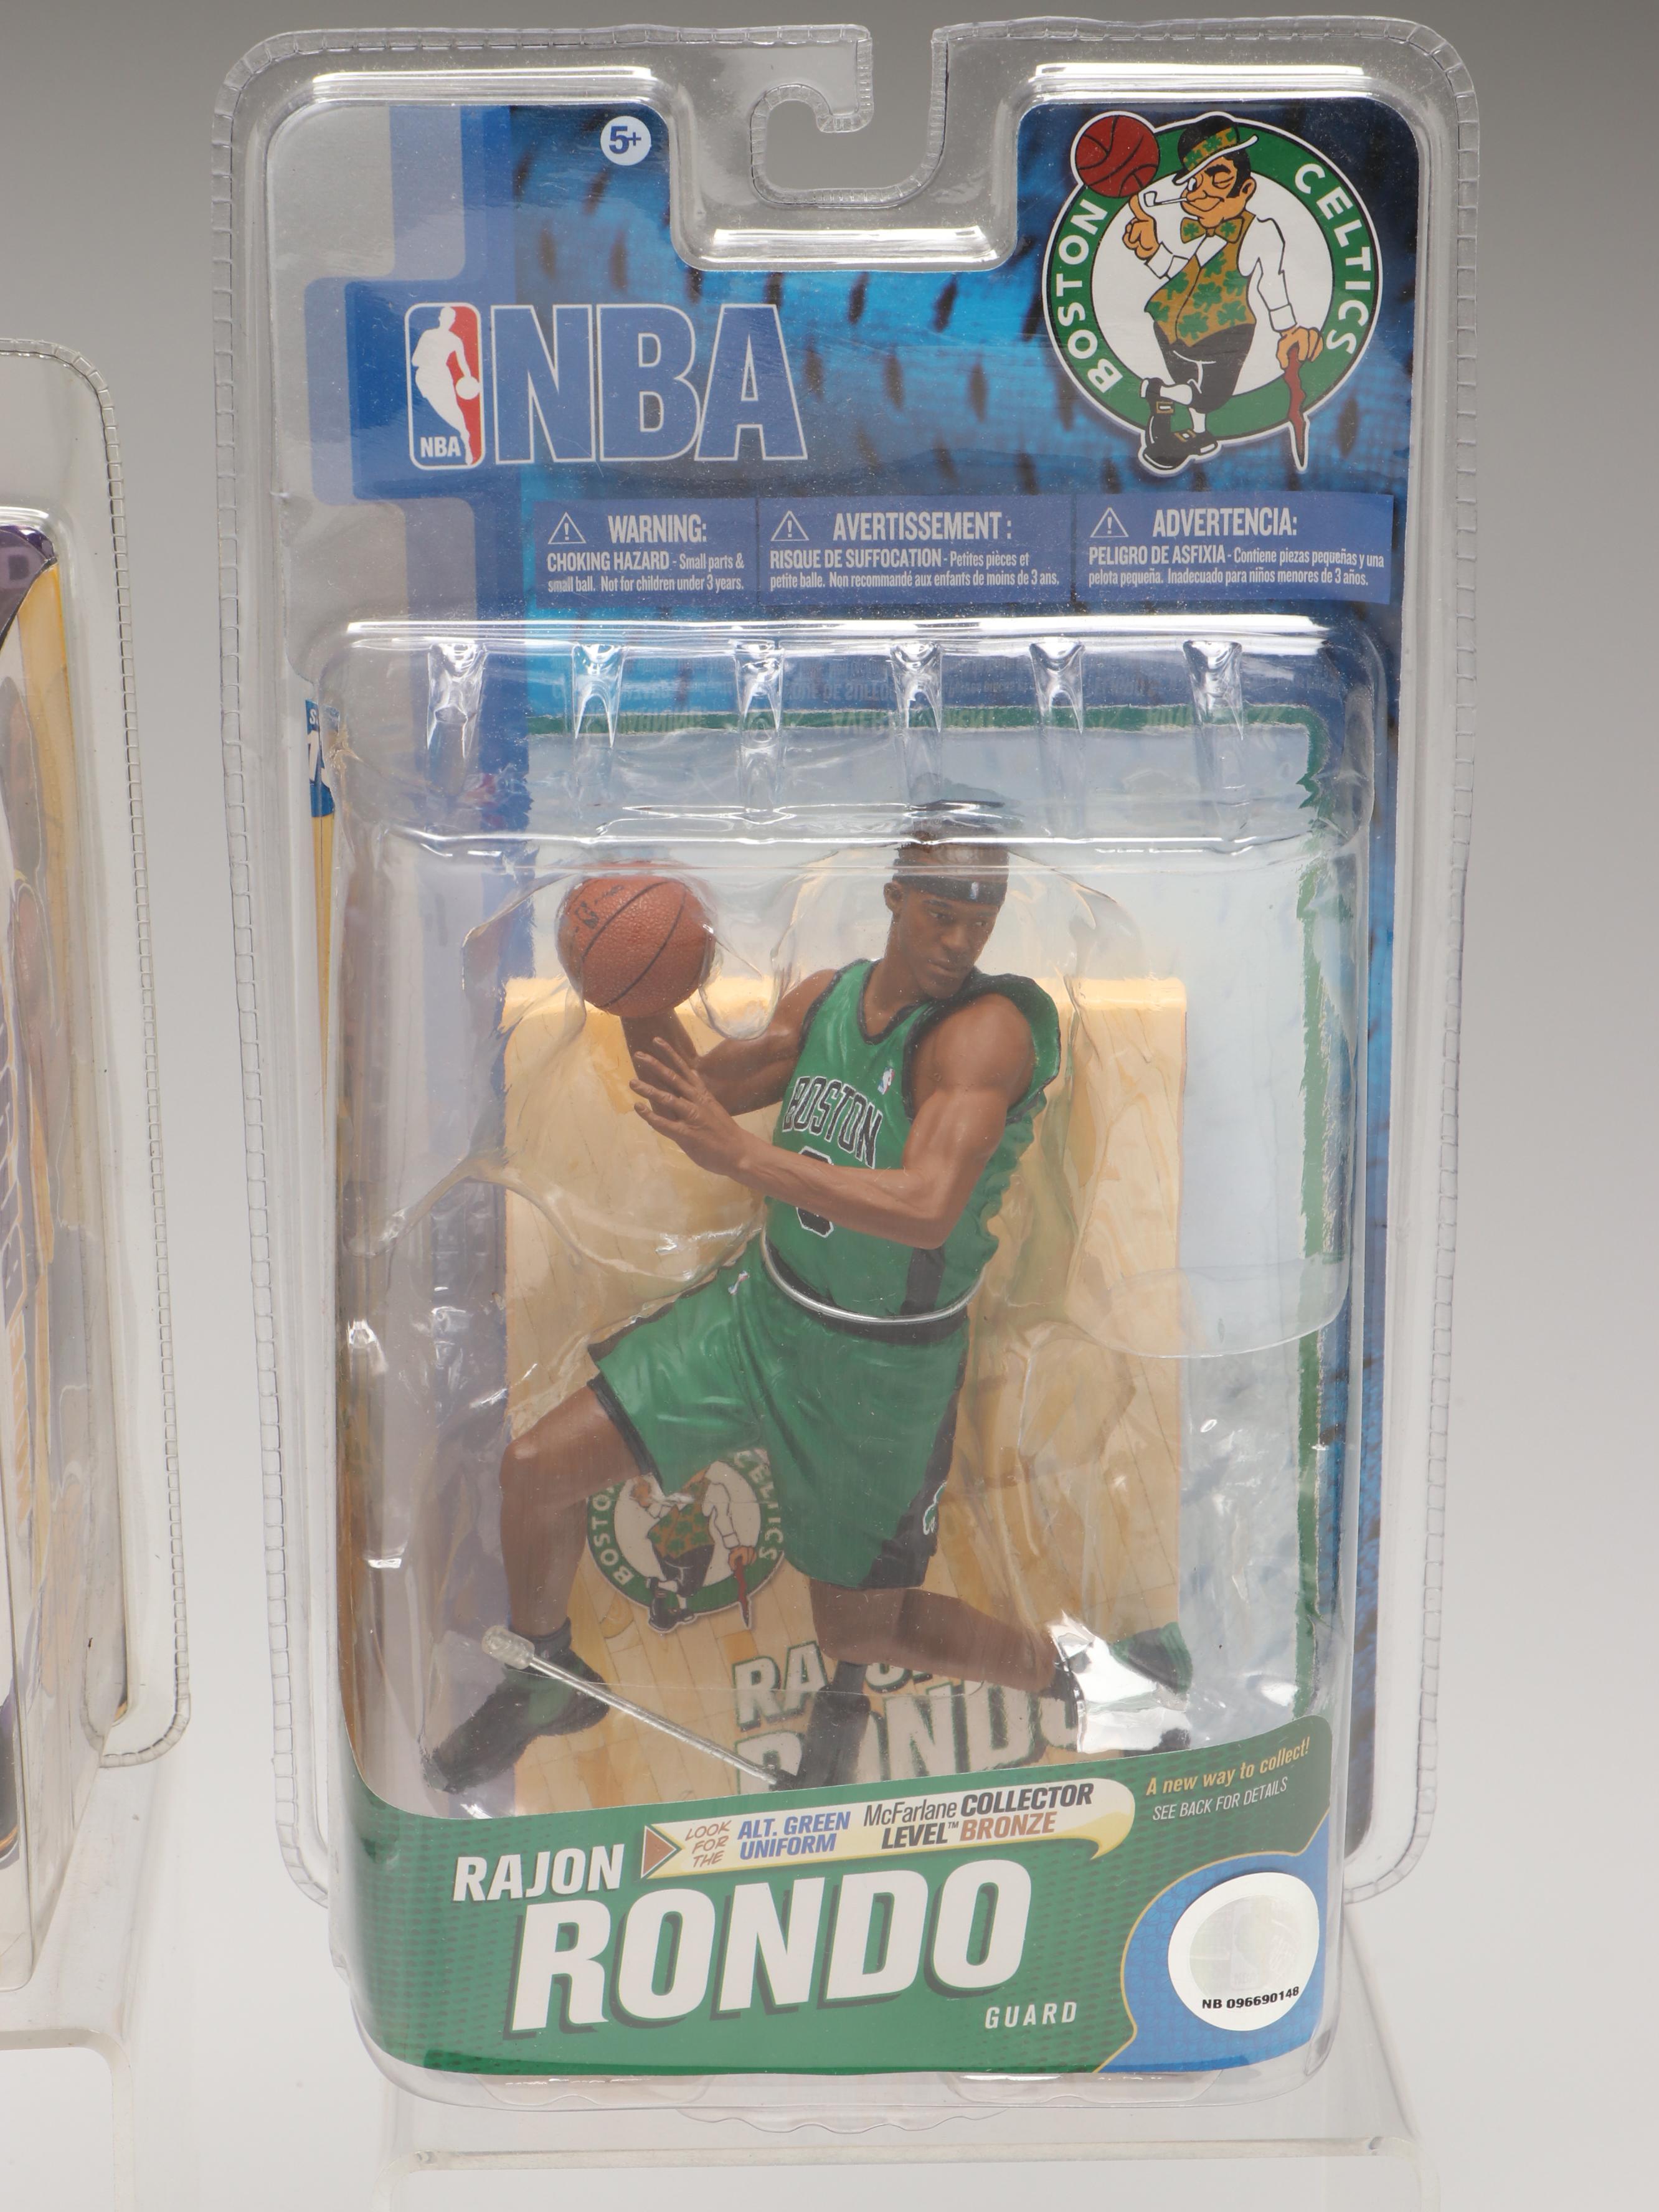 5+
BOSTON CELTICS
NBA
NBA
WARNING:
CHOKING HAZARD - Small parts &
small ball. Not for children under 3 years.
AVERTISSEMENT :
RISQUE DE SUFFOCATION - Petites pièces et
petite balle. Non recommandé aux enfants de moins de 3 ans.
ADVERTENCIA:
PELIGRO DE ASFIXIA - Contiene piezas pequeñas y una
pelota pequeña. Inadecuado para niños menores de 3 años.
BOSTON
CELTICS
RONDO
A new way to collect!
SEE BACK FOR DETAILS
LOOK
FOR
THE
ALT. GREEN
UNIFORM
McFarlane COLLECTOR
LEVEL™ BRONZE
RAJON
RONDO
GUARD
NB 096690148